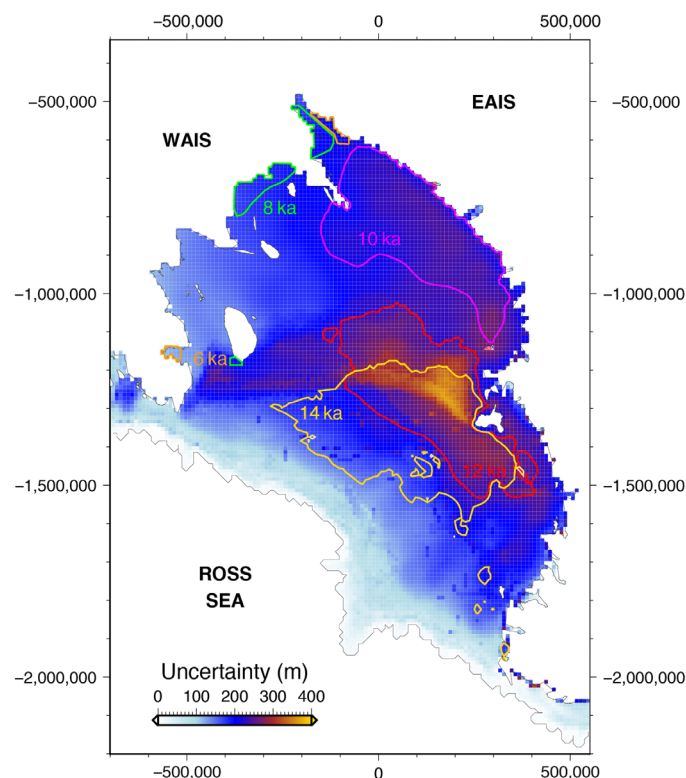 −500,000 0 500,000
−500,000 −500,000
EAIS
WAIS
8 ka
10 ka
−1,000,000 −1,000,000
6 ka
14 ka
12 ka
−1,500,000 −1,500,000
ROSS
SEA
Uncertainty (m)
0 100 200 300 400
−2,000,000 −2,000,000
−500,000 0 500,000